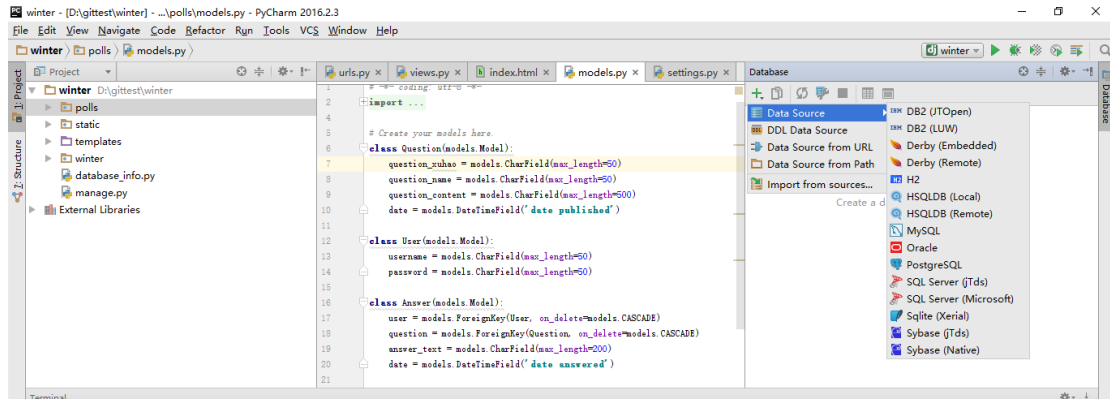 winter - [D:\gittest\winter] - ...\polls\models.py - PyCharm 2016.2.3
File Edit View Navigate Code Refactor Run Tools VCS Window Help
winter polls models.py winter
Project urls.py views.py index.html models.py settings.py Database
1: Project
Z: Structure
Database
winter D:\gittest\winter
polls
static
templates
winter
database_info.py
manage.py
External Libraries
1 # -*- coding: utf-8 -*-
2 import ...
4
5 # Create your models here.
6 class Question(models.Model):
7 question_xuhao = models.CharField(max_length=50)
8 question_name = models.CharField(max_length=50)
9 question_content = models.CharField(max_length=500)
10 date = models.DateTimeField('date published')
11
12 class User(models.Model):
13 username = models.CharField(max_length=50)
14 password = models.CharField(max_length=50)
15
16 class Answer(models.Model):
17 user = models.ForeignKey(User, on_delete=models.CASCADE)
18 question = models.ForeignKey(Question, on_delete=models.CASCADE)
19 answer_text = models.CharField(max_length=200)
20 date = models.DateTimeField('date answered')
21
Data Source
DDL Data Source
Data Source from URL
Data Source from Path
Import from sources...
Create a d
DB2 (JTOpen)
DB2 (LUW)
Derby (Embedded)
Derby (Remote)
H2
HSQLDB (Local)
HSQLDB (Remote)
MySQL
Oracle
PostgreSQL
SQL Server (jTds)
SQL Server (Microsoft)
Sqlite (Xerial)
Sybase (jTds)
Sybase (Native)
Terminal